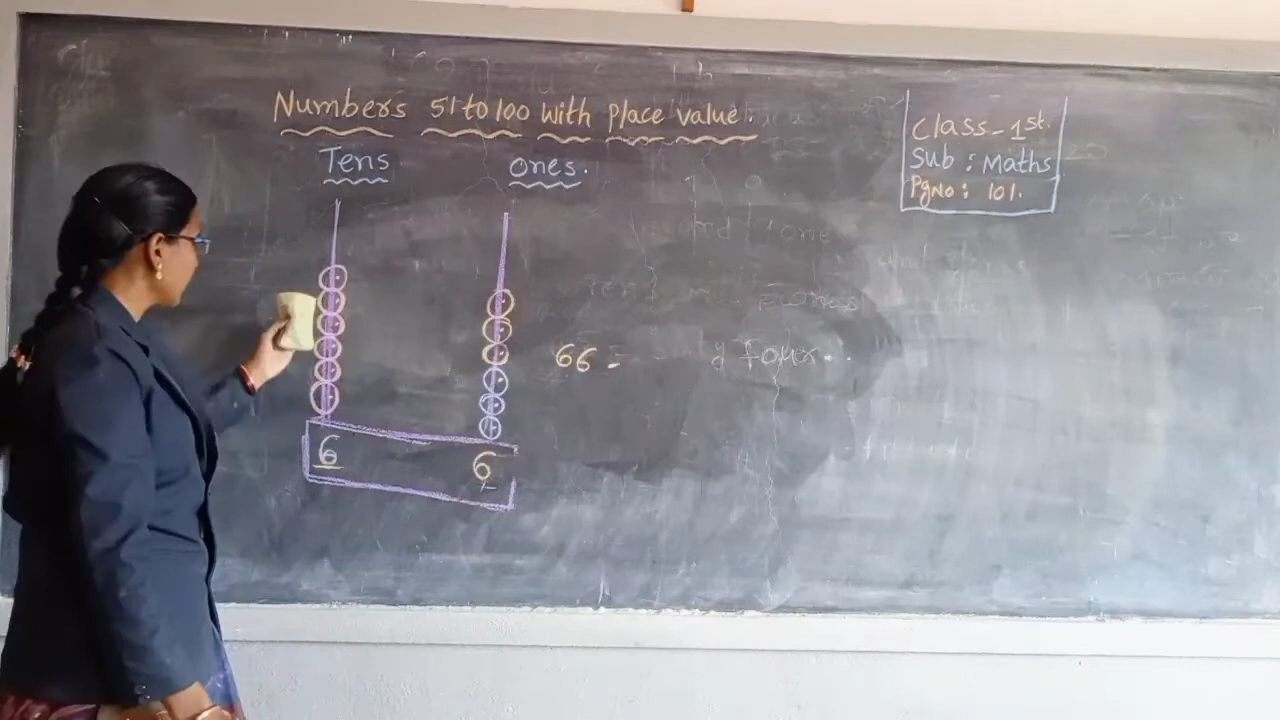 Numbers 51 to 100 with Place value.
Class - 1st.
Sub : Maths
Pg No : 101.
Tens
Ones.
66 =
6
6